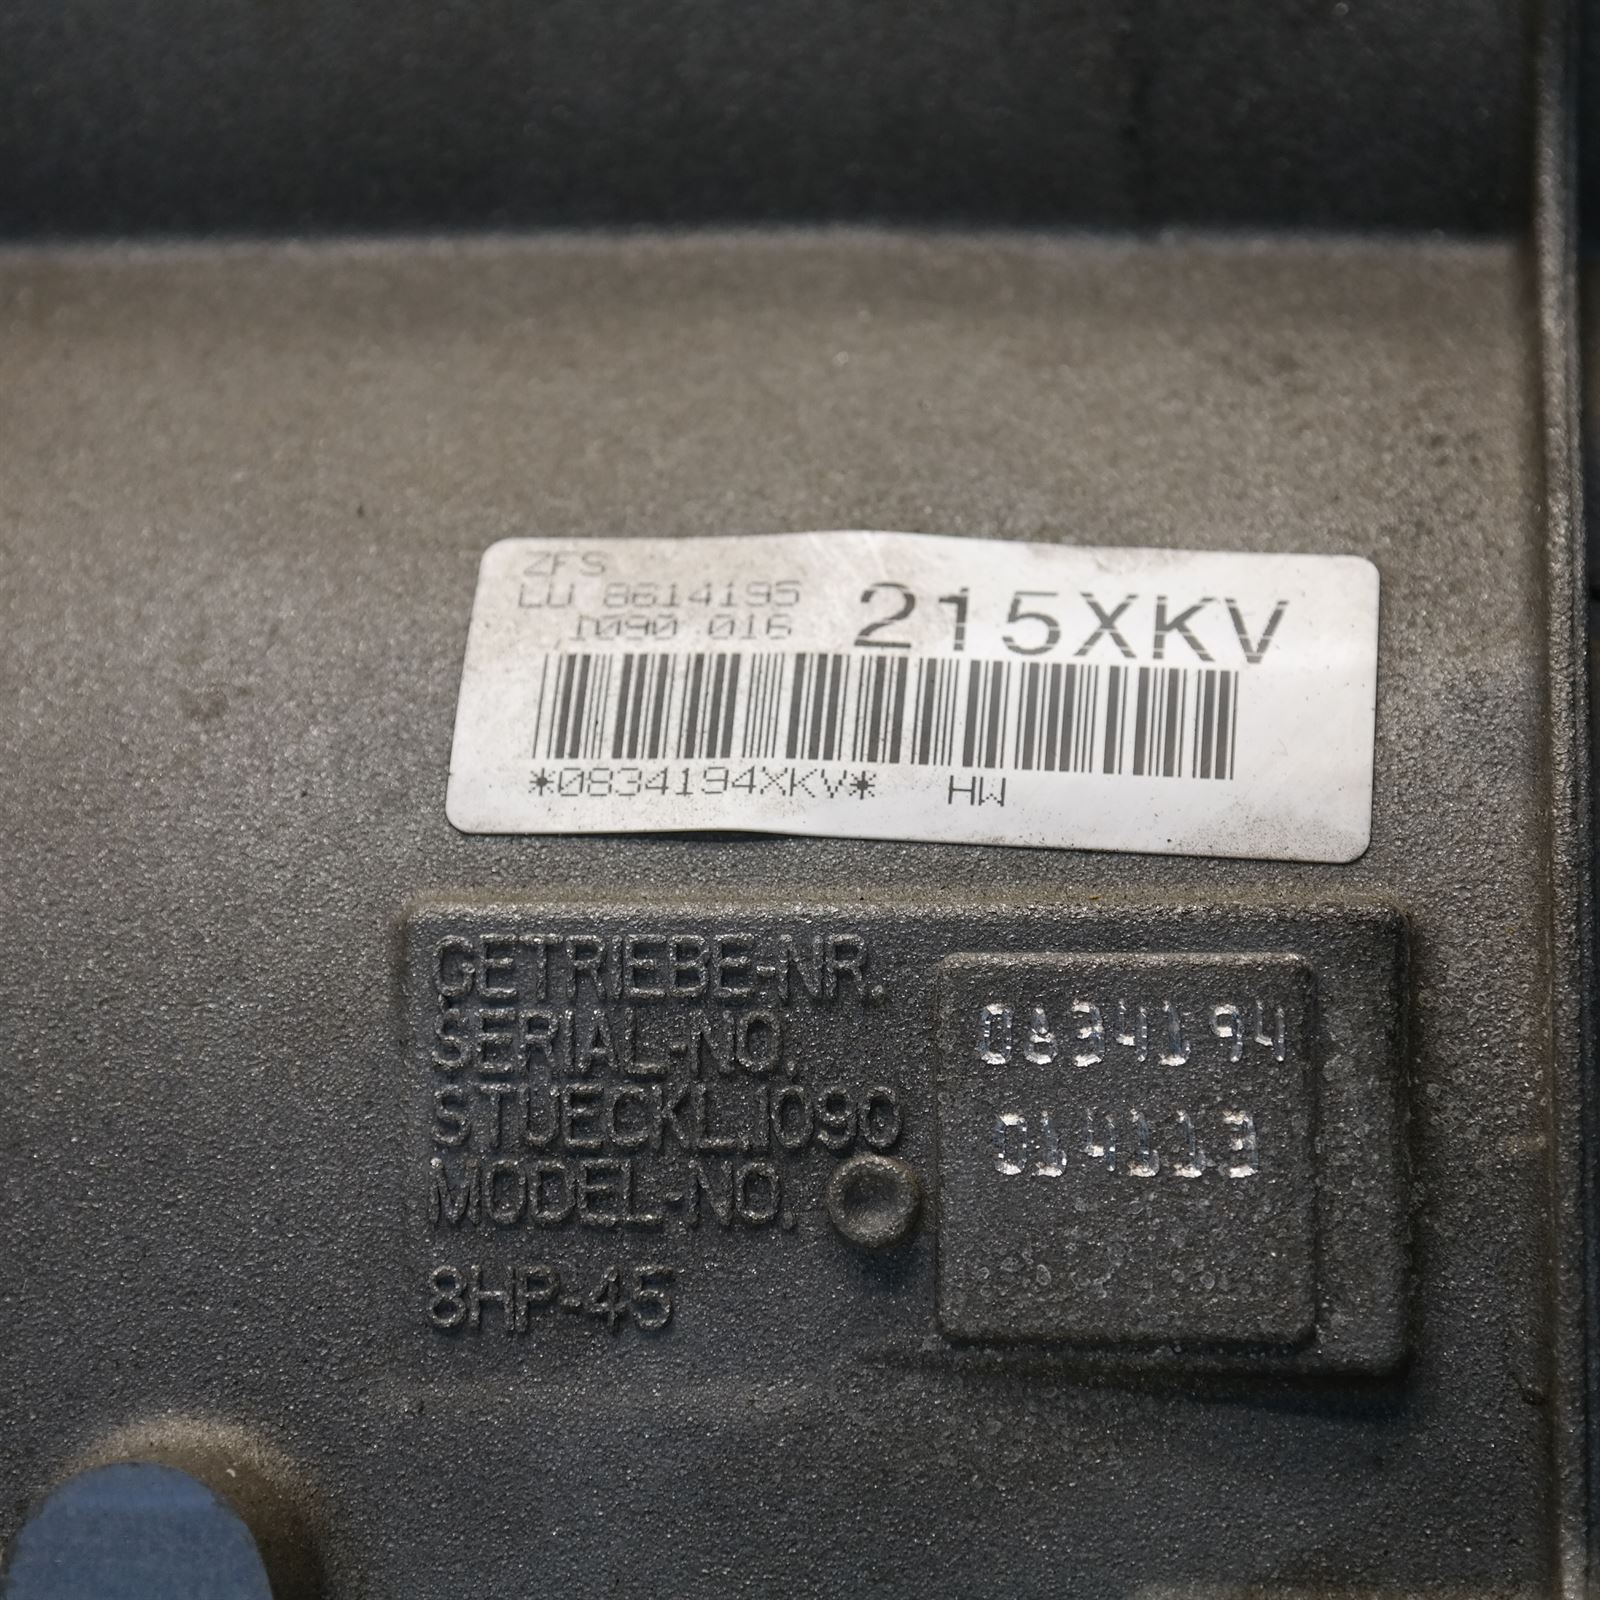 ZFS
LU 8614195
1090 016
215XKV
*0834194XKV* HW
GETRIEBE-NR.
SERIAL-NO.
STUECKL.1090
MODEL-NO.
8HP-45
0834194
014113